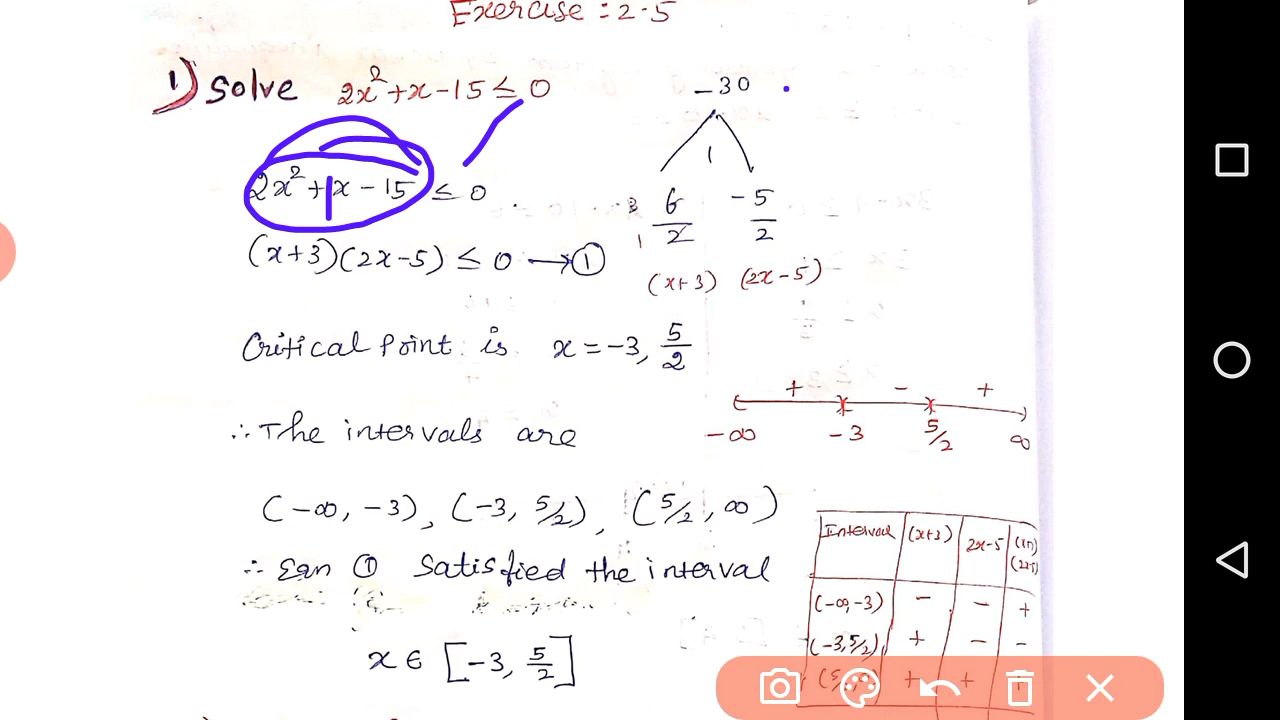 Exercise : 2.5
1) Solve 2x² + x - 15 ≤ 0
-30
1
2x² + x - 15 ≤ 0
3 6 -5
1 2 2
(x+3)(2x-5) ≤ 0 → ①
(x+3) (2x-5)
Critical Point is x = -3, 5/2
+ - +
-∞ -3 5/2 ∞
∴ The intervals are
(-∞, -3), (-3, 5/2), (5/2, ∞)
Interval (x+3) 2x-5
∴ Eqn ① Satisfied the interval
(-∞,-3) - - +
(-3, 5/2) + - -
x ∈ [-3, 5/2]
+ +